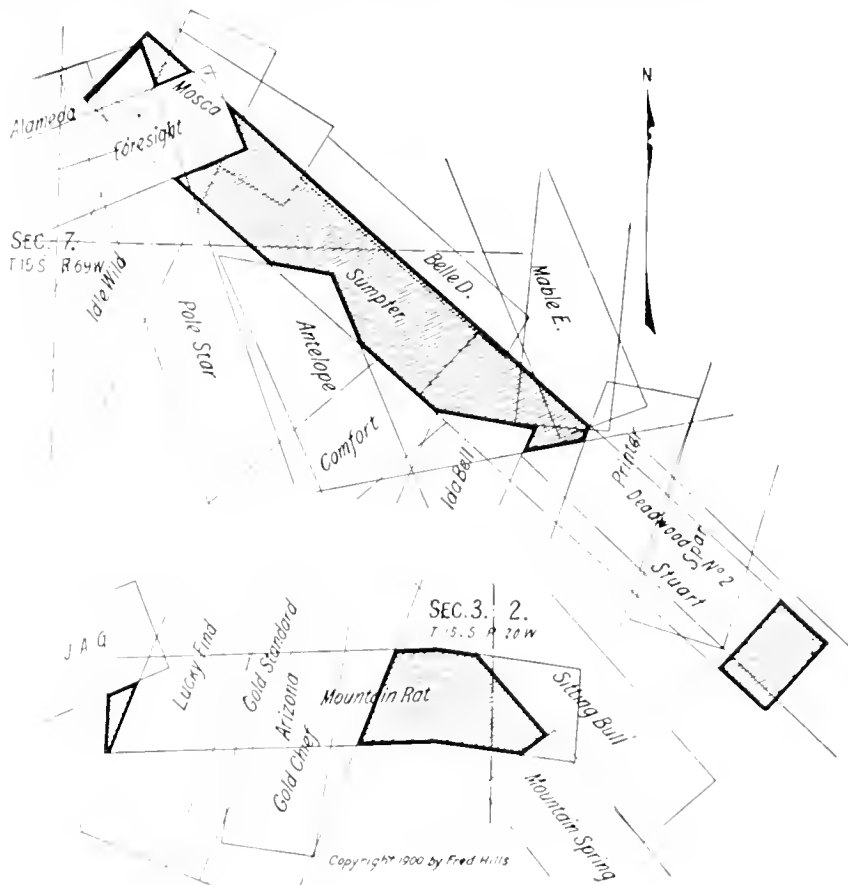 N
Mosca
Alameda
Foresight
SEC. 7.
T 15 S R 69 W
Idle Wild
Pole Star
Sumpter
Belle D.
Mable E.
Antelope
Comfort
Ida Bell
Printer
Deadwood Nº 2
Spar
Stuart
SEC. 3. 2.
T 15. S R 70 W
J A Q
Lucky Find
Gold Standard
Arizona
Gold Chief
Mountain Rat
Sitting Bull
Mountain Spring
Copyright 1900 by Fred Hills